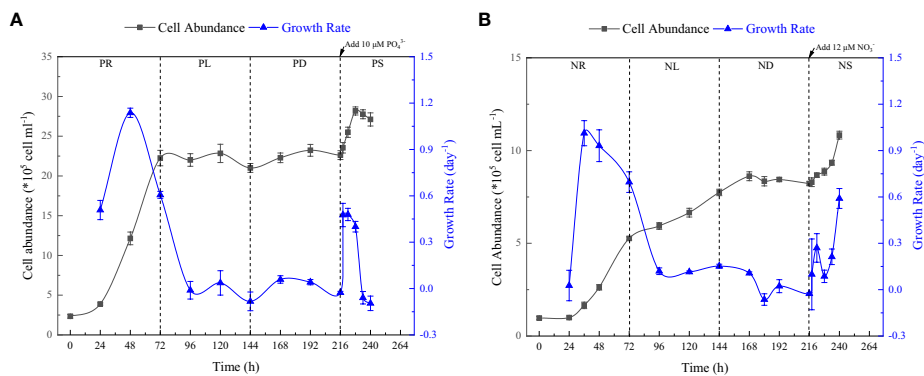 A
Cell Abundance
Growth Rate
Add 10 μM PO₄³⁻
PR
PL
PD
PS
35
30
25
20
15
10
5
0
Cell abundance (*10⁵ cell ml⁻¹)
1.5
1.2
0.9
0.6
0.3
0.0
-0.3
Growth Rate (day⁻¹)
0 24 48 72 96 120 144 168 192 216 240 264
Time (h)
B
Cell Abundance
Growth Rate
Add 12 μM NO₃⁻
NR
NL
ND
NS
15
10
5
0
Cell Abundance (*10⁵ cell mL⁻¹)
1.5
1.2
0.9
0.6
0.3
0.0
-0.3
Growth Rate (day⁻¹)
0 24 48 72 96 120 144 168 192 216 240 264
Time (h)